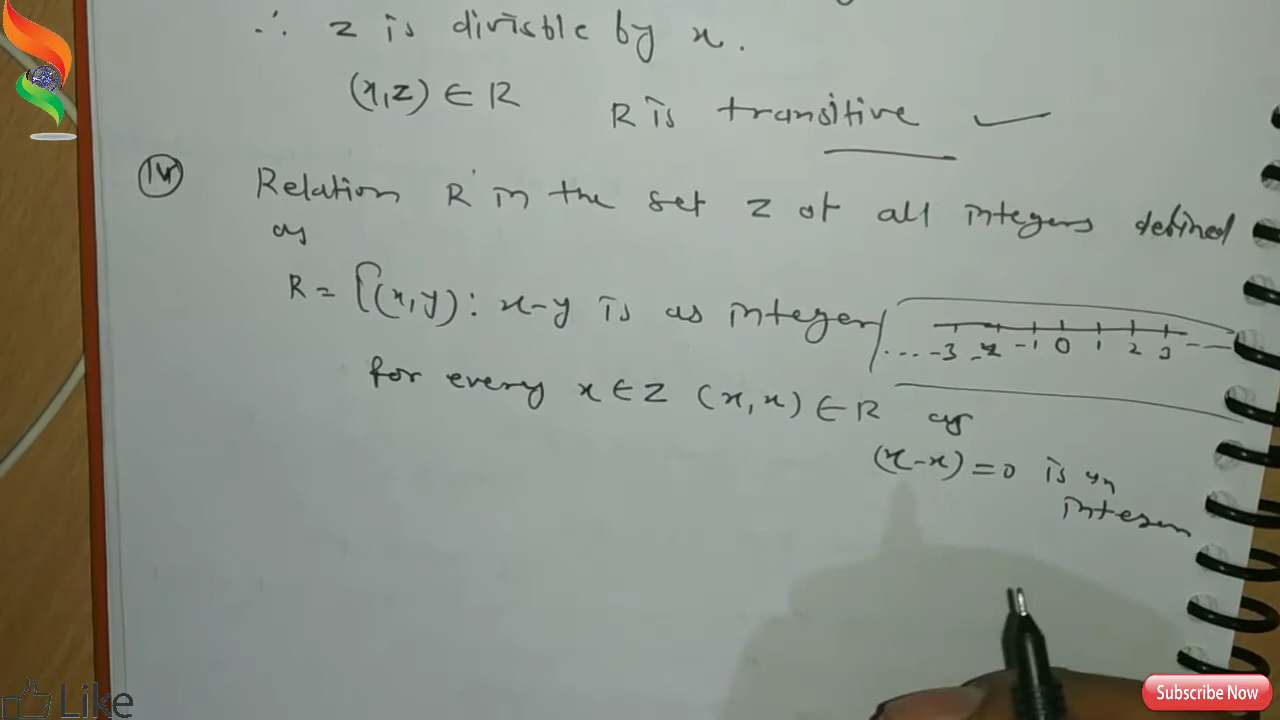 ∴ z is divisble by x.
(x,z) ∈ R R is transitive ✓
(iv) Relation R in the set Z of all integers defined
as
R = {(x,y): x-y is as integer}
.... -3 -2 -1 0 1 2 3 ---
for every x ∈ Z (x,x) ∈ R as
(x-x) = 0 is an
integer
Like
Subscribe Now